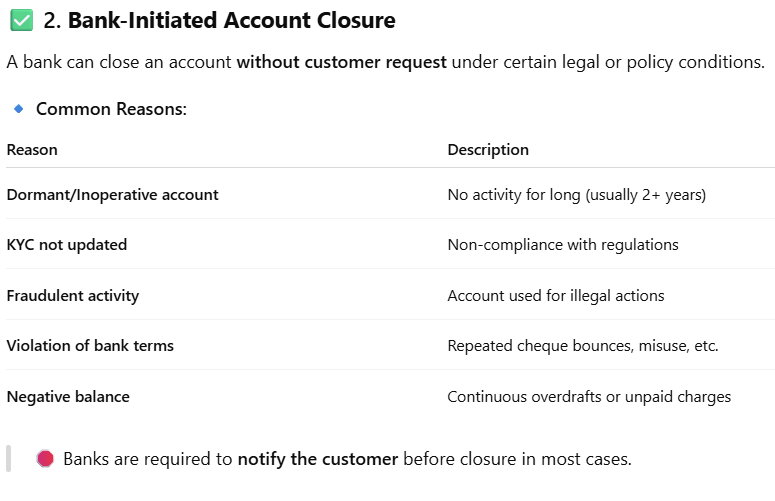 ✅ 2. Bank-Initiated Account Closure
A bank can close an account without customer request under certain legal or policy conditions.
🔹 Common Reasons:
Reason Description
Dormant/Inoperative account No activity for long (usually 2+ years)
KYC not updated Non-compliance with regulations
Fraudulent activity Account used for illegal actions
Violation of bank terms Repeated cheque bounces, misuse, etc.
Negative balance Continuous overdrafts or unpaid charges
🛑 Banks are required to notify the customer before closure in most cases.